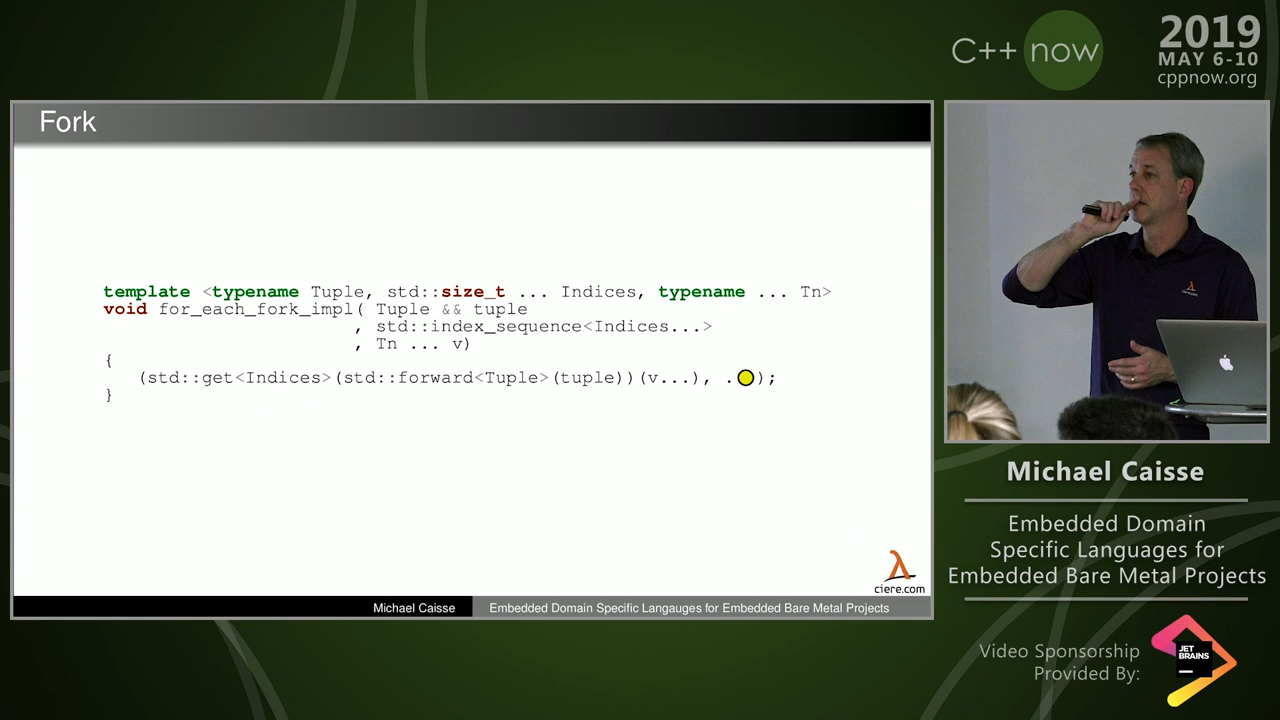 C++ now
2019
MAY 6-10
cppnow.org
Fork
template <typename Tuple, std::size_t ... Indices, typename ... Tn>
void for_each_fork_impl( Tuple && tuple
, std::index_sequence<Indices...>
, Tn ... v)
{
(std::get<Indices>(std::forward<Tuple>(tuple))(v...), . );
}
ciere.com
Michael Caisse
Embedded Domain Specific Langauges for Embedded Bare Metal Projects
Michael Caisse
Embedded Domain
Specific Languages for
Embedded Bare Metal Projects
Video Sponsorship
Provided By:
JET
BRAINS